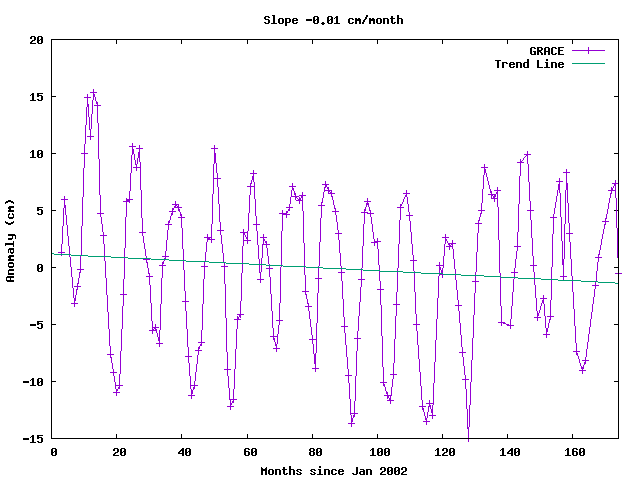 Slope -0.01 cm/month
GRACE
Trend Line
20
15
10
5
0
-5
-10
-15
Anomaly (cm)
0 20 40 60 80 100 120 140 160
Months since Jan 2002